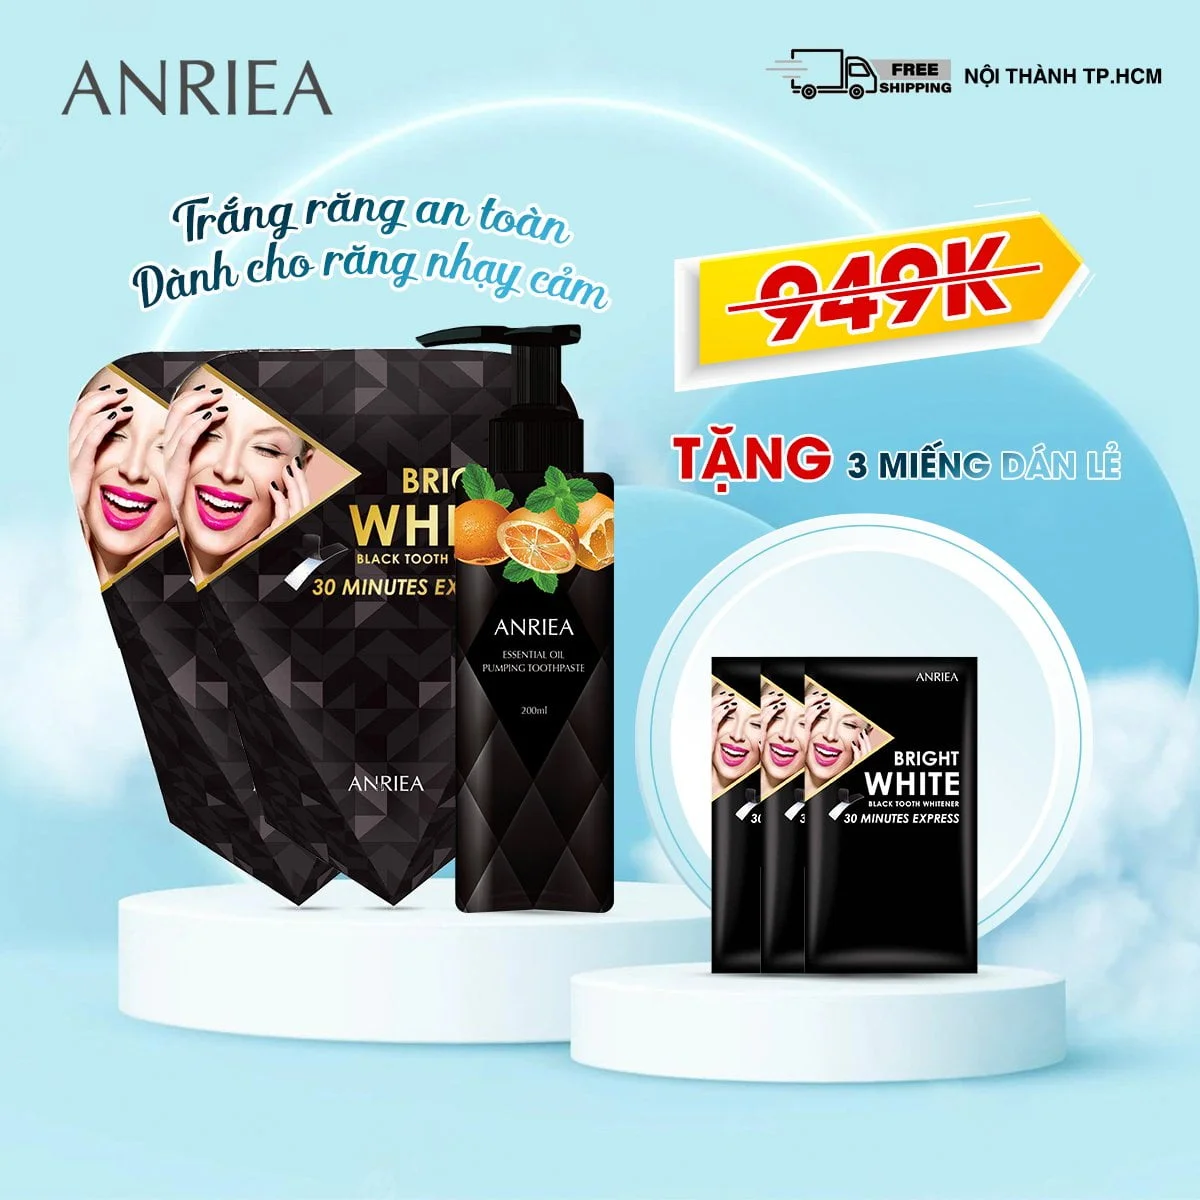 ANRIEA
FREE
SHIPPING
NỘI THÀNH TP.HCM
Trắng răng an toàn
Dành cho răng nhạy cảm
949K
TẶNG 3 MIẾNG DÁN LẺ
BRIG
WHI
BLACK TOOTH
30 MINUTES EX
ANRIEA
ANRIEA
ESSENTIAL OIL
PUMPING TOOTHPASTE
200ml
ANRIEA
BRIGHT
WHITE
BLACK TOOTH WHITENER
30 MINUTES EXPRESS